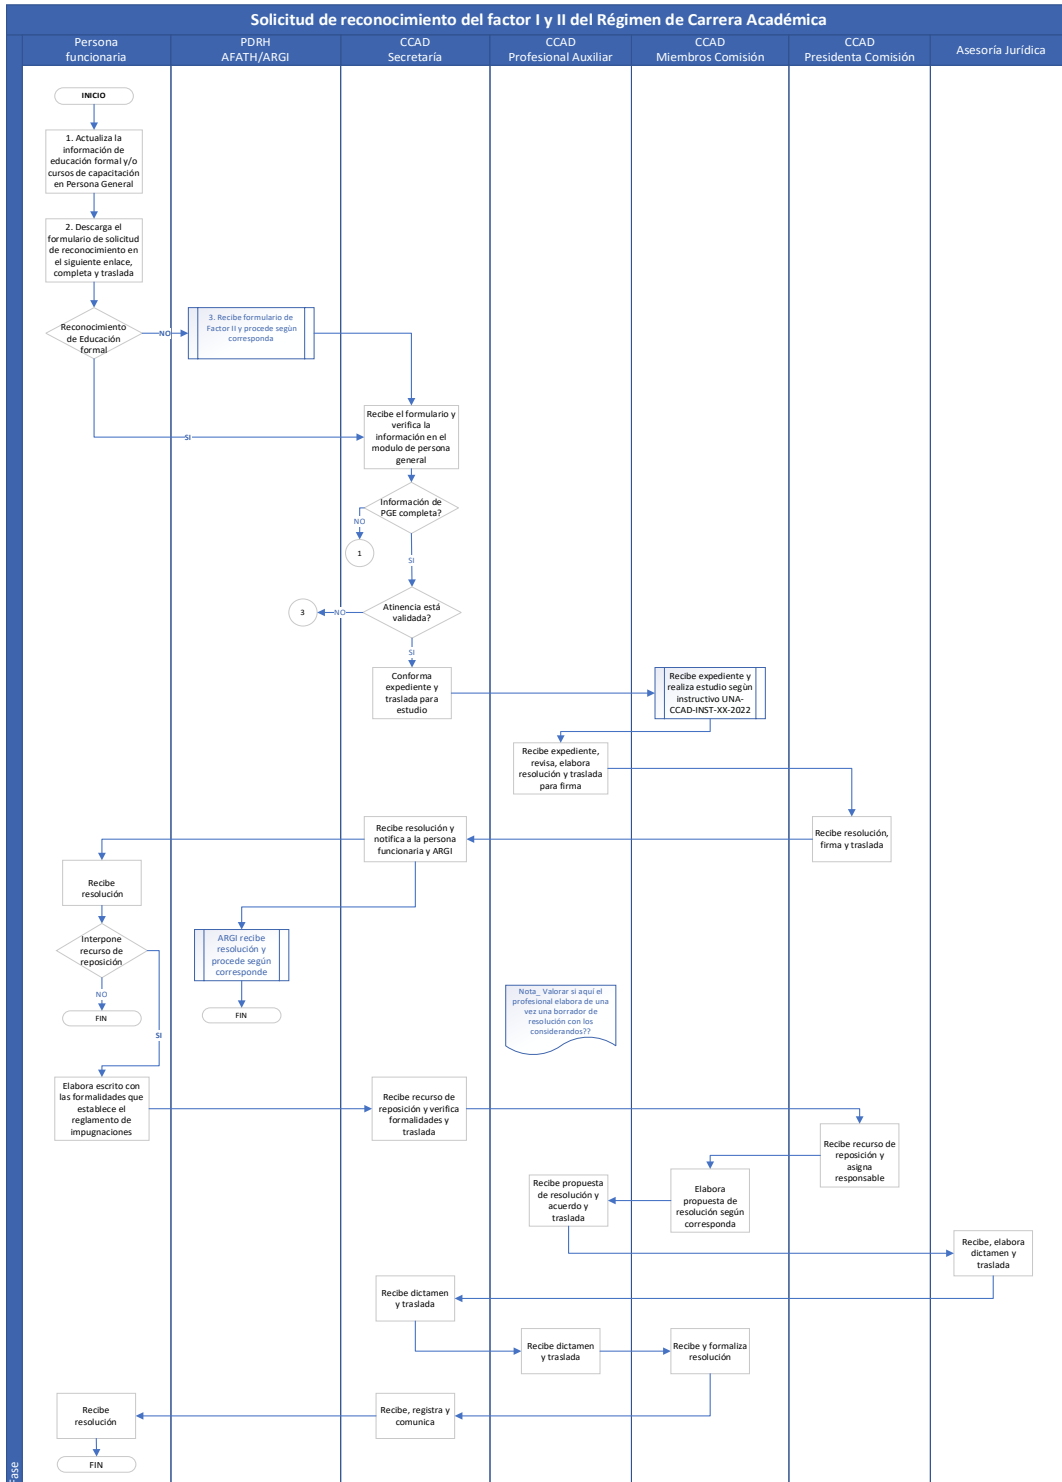 Solicitud de reconocimiento del factor I y II del Régimen de Carrera Académica
Persona
funcionaria
PDRH
AFATH/ARGI
CCAD
Secretaría
CCAD
Profesional Auxiliar
CCAD
Miembros Comisión
CCAD
Presidenta Comisión
Asesoría Jurídica
INICIO
1. Actualiza la
información de
educación formal y/o
cursos de capacitación
en Persona General
2. Descarga el
formulario de solicitud
de reconocimiento en
el siguiente enlace,
completa y traslada
Reconocimiento
de Educación
formal
NO
3. Recibe formulario de
Factor II y procede según
corresponda
SI
Recibe el formulario y
verifica la
información en el
modulo de persona
general
Información de
PGE completa?
NO
1
SI
Atinencia está
validada?
NO
3
SI
Conforma
expediente y
traslada para
estudio
Recibe expediente y
realiza estudio según
instructivo UNA-
CCAD-INST-XX-2022
Recibe expediente,
revisa, elabora
resolución y traslada
para firma
Recibe resolución,
firma y traslada
Recibe resolución y
notifica a la persona
funcionaria y ARGI
Recibe
resolución
ARGI recibe
resolución y
procede según
corresponde
FIN
Interpone
recurso de
reposición
NO
FIN
SI
Nota_ Valorar si aquí el
profesional elabora de una
vez una borrador de
resolución con los
considerandos??
Elabora escrito con
las formalidades que
establece el
reglamento de
impugnaciones
Recibe recurso de
reposición y verifica
formalidades y
traslada
Recibe recurso de
reposición y
asigna
responsable
Elabora
propuesta de
resolución según
corresponda
Recibe propuesta
de resolución y
acuerdo y
traslada
Recibe, elabora
dictamen y
traslada
Recibe dictamen
y traslada
Recibe dictamen
y traslada
Recibe y formaliza
resolución
Recibe, registra y
comunica
Recibe
resolución
FIN